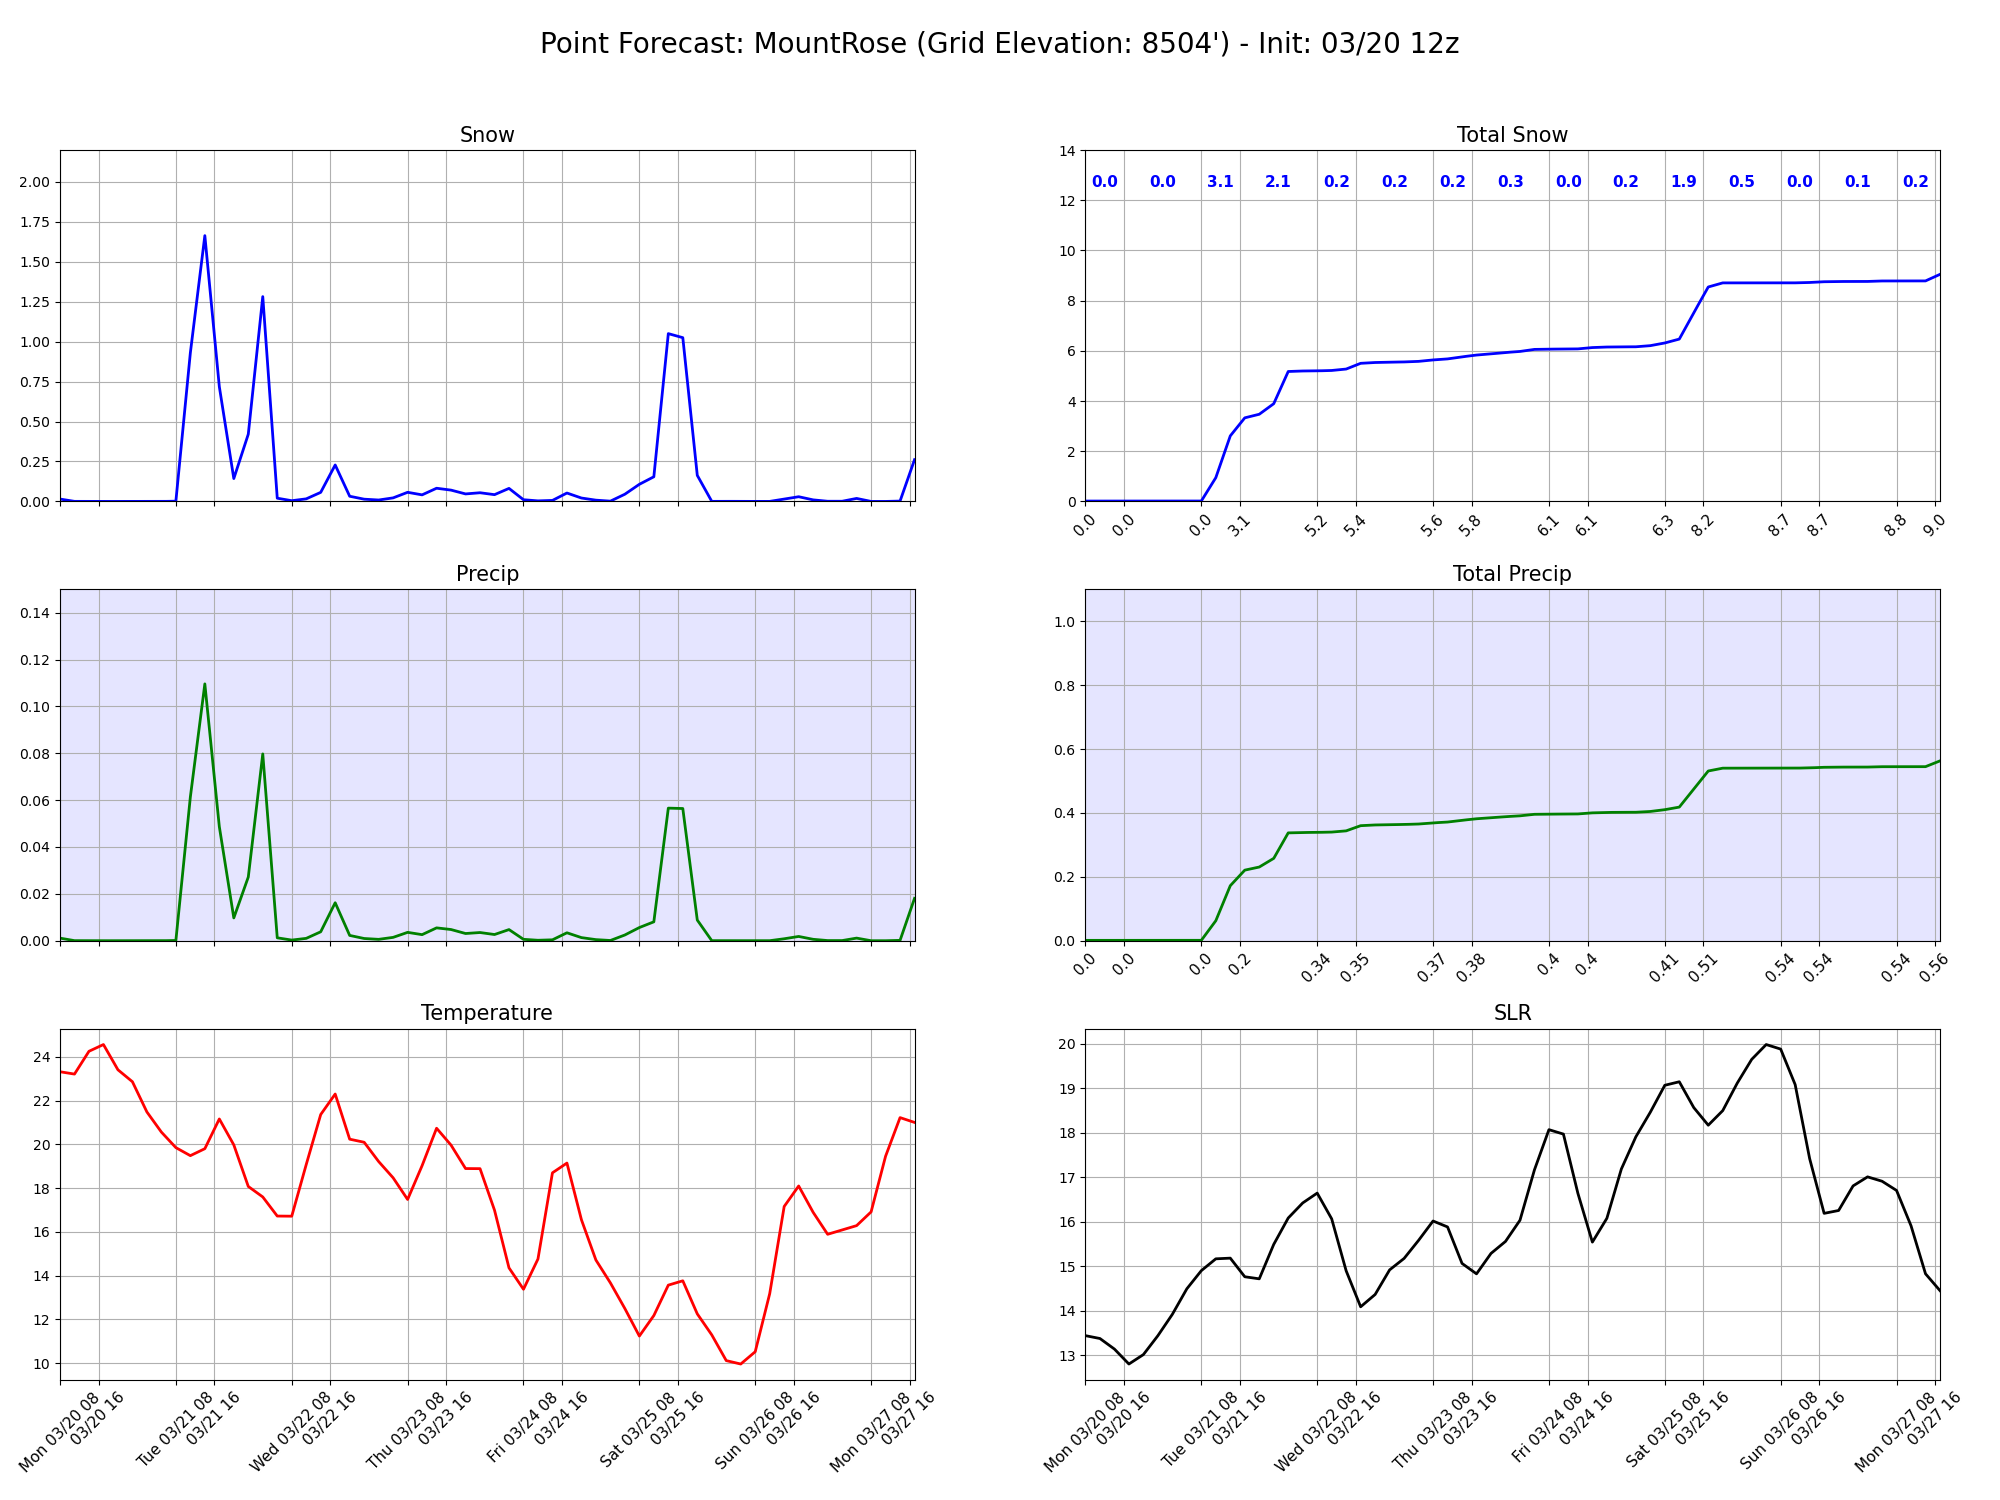 Point Forecast: MountRose (Grid Elevation: 8504') - Init: 03/20 12z
Snow
2.00
1.75
1.50
1.25
1.00
0.75
0.50
0.25
0.00
Total Snow
14
12
10
8
6
4
2
0
0.0 0.0 3.1 2.1 0.2 0.2 0.2 0.3 0.0 0.2 1.9 0.5 0.0 0.1 0.2
0.0 0.0 0.0 3.1 5.2 5.4 5.6 5.8 6.1 6.1 6.3 8.2 8.7 8.7 8.8 9.0
Precip
0.14
0.12
0.10
0.08
0.06
0.04
0.02
0.00
Total Precip
1.0
0.8
0.6
0.4
0.2
0.0
0.0 0.0 0.0 0.2 0.34 0.35 0.37 0.38 0.4 0.4 0.41 0.51 0.54 0.54 0.54 0.56
Temperature
24
22
20
18
16
14
12
10
Mon 03/20 08
03/20 16
Tue 03/21 08
03/21 16
Wed 03/22 08
03/22 16
Thu 03/23 08
03/23 16
Fri 03/24 08
03/24 16
Sat 03/25 08
03/25 16
Sun 03/26 08
03/26 16
Mon 03/27 08
03/27 16
SLR
20
19
18
17
16
15
14
13
Mon 03/20 08
03/20 16
Tue 03/21 08
03/21 16
Wed 03/22 08
03/22 16
Thu 03/23 08
03/23 16
Fri 03/24 08
03/24 16
Sat 03/25 08
03/25 16
Sun 03/26 08
03/26 16
Mon 03/27 08
03/27 16